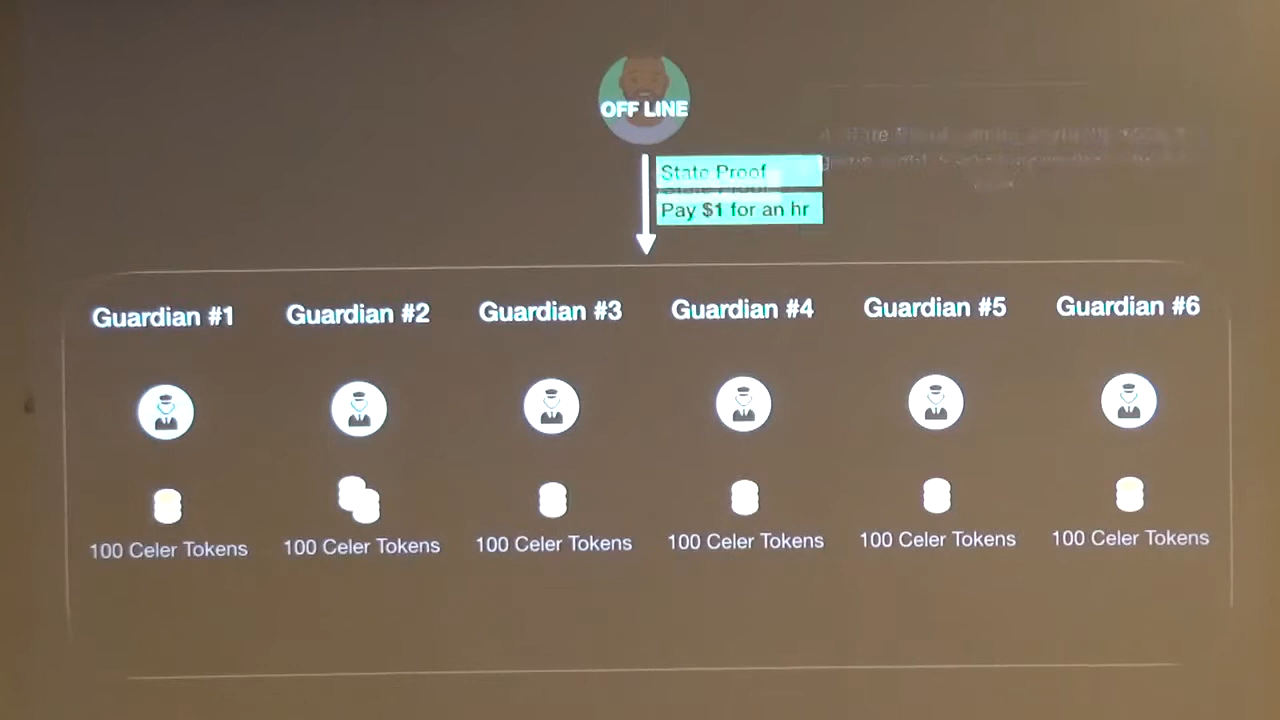 OFF LINE
State Proof
Pay $1 for an hr
Guardian #1
Guardian #2
Guardian #3
Guardian #4
Guardian #5
Guardian #6
100 Celer Tokens
100 Celer Tokens
100 Celer Tokens
100 Celer Tokens
100 Celer Tokens
100 Celer Tokens